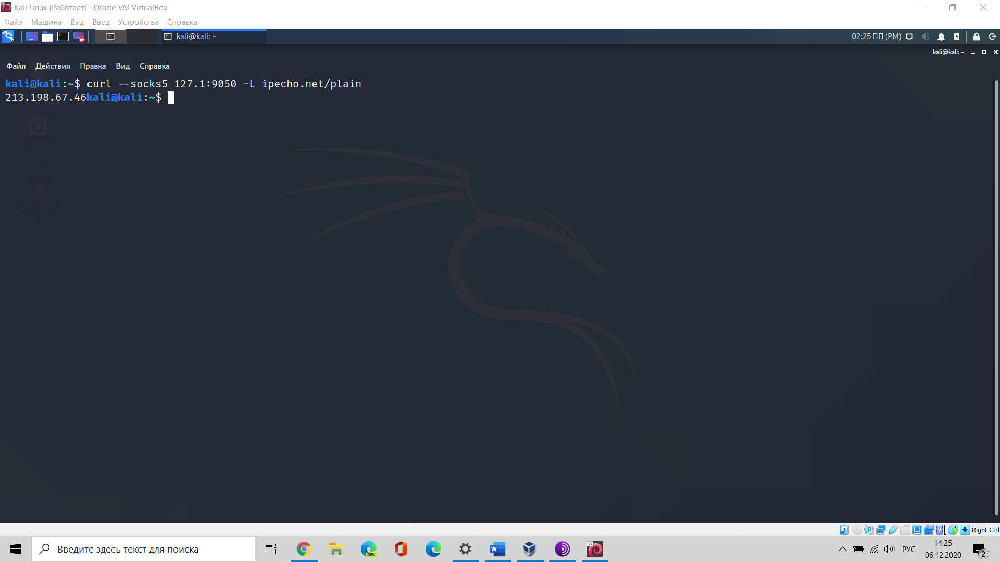 Kali Linux [Работает] - Oracle VM VirtualBox
Файл Машина Вид Ввод Устройства Справка
kali@kali: ~
02:25 ПП (PM)
kali@kali: ~
Файл Действия Правка Вид Справка
kali@kali:~$ curl --socks5 127.1:9050 -L ipecho.net/plain
213.198.67.46kali@kali:~$
Файловая
система
Домашний
каталог
Right Ctrl
Введите здесь текст для поиска
DEV
64
РУС
14:25
06.12.2020
2